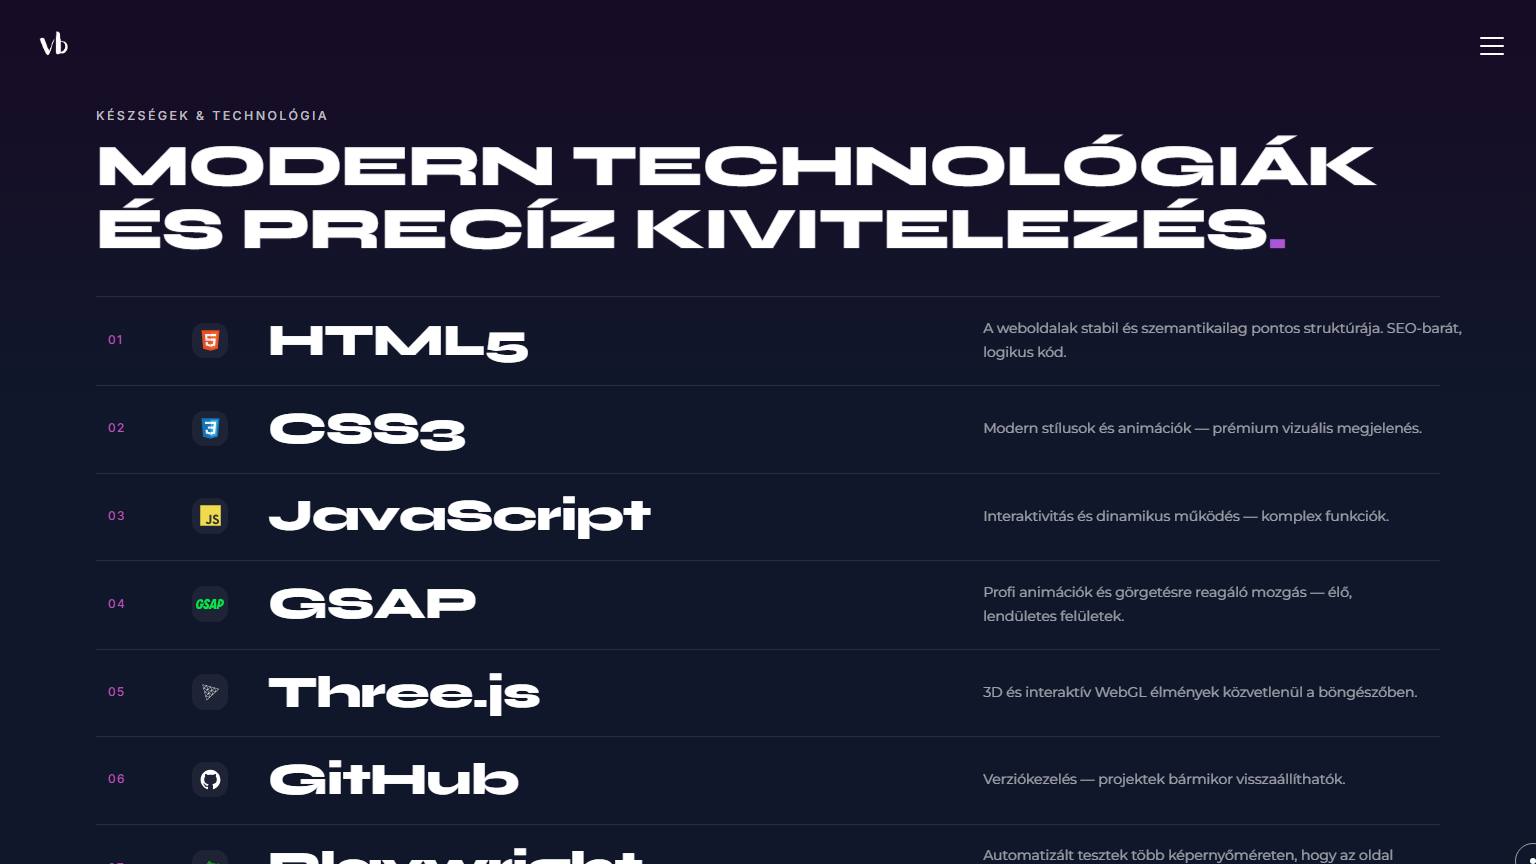 vb
KÉSZSÉGEK & TECHNOLÓGIA
MODERN TECHNOLÓGIÁK
ÉS PRECÍZ KIVITELEZÉS.
01
HTML5
A weboldalak stabil és szemantikailag pontos struktúrája. SEO-barát,
logikus kód.
02
CSS3
Modern stílusok és animációk — prémium vizuális megjelenés.
03
JS
JavaScript
Interaktivitás és dinamikus működés — komplex funkciók.
04
GSAP
GSAP
Profi animációk és görgetésre reagáló mozgás — élő,
lendületes felületek.
05
Three.js
3D és interaktív WebGL élmények közvetlenül a böngészőben.
06
GitHub
Verziókezelés — projektek bármikor visszaállíthatók.
Playwright
Automatizált tesztek több képernyőméreten, hogy az oldal